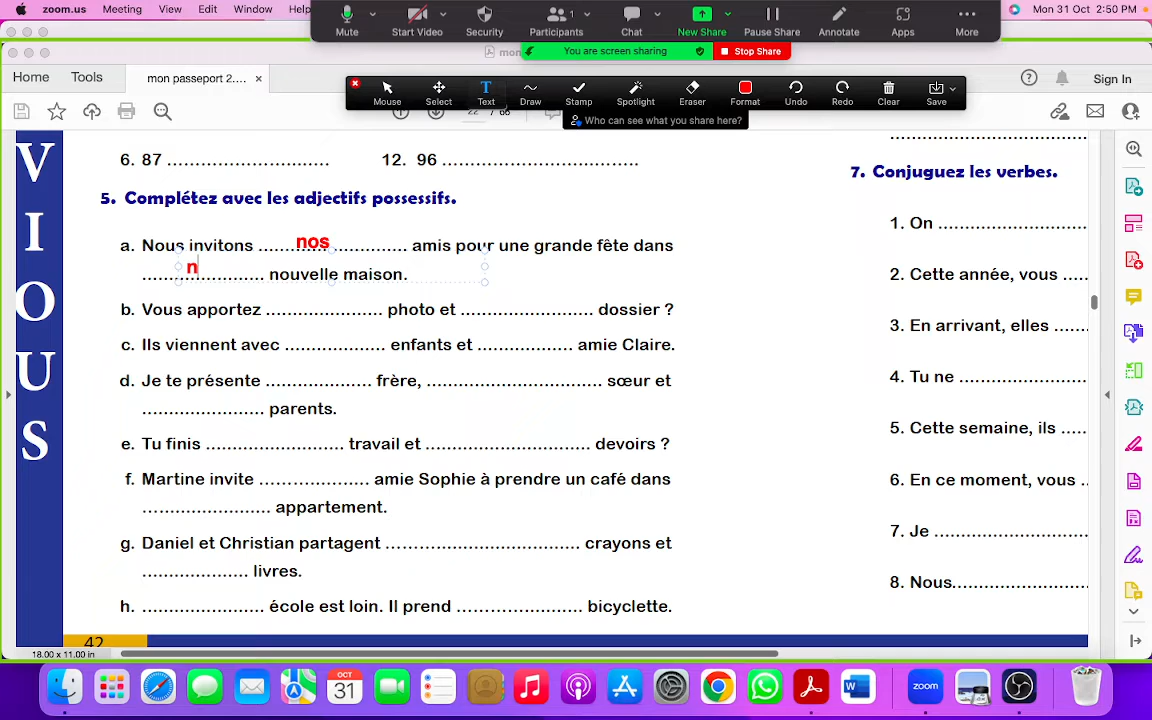 zoom.us Meeting View Edit Window Help Mon 31 Oct 2:50 PM
Mute Start Video Security Participants 1 Chat New Share Pause Share Annotate Apps More
You are screen sharing Stop Share
Home Tools mon passeport 2.... × Sign In
Mouse Select Text Draw Stamp Spotlight Eraser Format Undo Redo Clear Save
Who can see what you share here?
V
I
O
U
S
6. 87 ................................ 12. 96 .......................................
5. Complétez avec les adjectifs possessifs.
a. Nous invitons ........nos................ amis pour une grande fête dans
........n................ nouvelle maison.
b. Vous apportez ........................ photo et ........................... dossier ?
c. Ils viennent avec .................... enfants et ................... amie Claire.
d. Je te présente ..................... frère, ................................... sœur et
........................ parents.
e. Tu finis ............................ travail et ................................. devoirs ?
f. Martine invite ...................... amie Sophie à prendre un café dans
.......................... appartement.
g. Daniel et Christian partagent ....................................... crayons et
..................... livres.
h. ......................... école est loin. Il prend .......................... bicyclette.
42
7. Conjuguez les verbes.
1. On ..............................
2. Cette année, vous .....
3. En arrivant, elles .......
4. Tu ne ..........................
5. Cette semaine, ils .....
6. En ce moment, vous ..
7. Je ...............................
8. Nous...........................
18.00 x 11.00 in
OCT
31
zoom